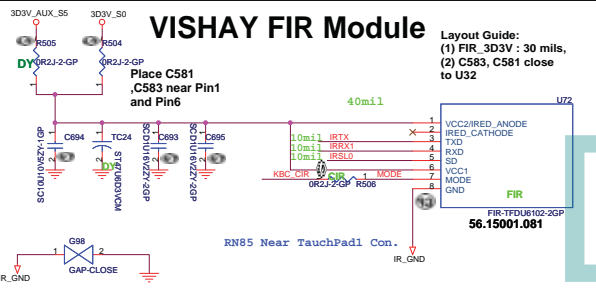 VISHAY FIR Module
3D3V_AUX_S5
3D3V_S0
R505
R504
DY
0R2J-2-GP
0R2J-2-GP
Place C581
,C583 near Pin1
and Pin6
Layout Guide:
(1) FIR_3D3V : 30 mils,
(2) C583, C581 close
to U32
40mil
U72
C694
SC10U10V5ZY-1GP
TC24
ST47U6D3VCM
DY
C693
SCD1U16V2ZY-2GP
C695
SCD1U16V2ZY-2GP
10mil IRTX
10mil IRRX1
10mil IRSL0
KBC_CIR
CIR
MODE
0R2J-2-GP
R506
1 VCC2/IRED_ANODE
2 IRED_CATHODE
3 TXD
4 RXD
5 SD
6 VCC1
7 MODE
8 GND
FIR
FIR-TFDU6102-2GP
56.15001.081
RN85 Near TauchPad1 Con.
G98
1
2
GAP-CLOSE
IR_GND
IR_GND